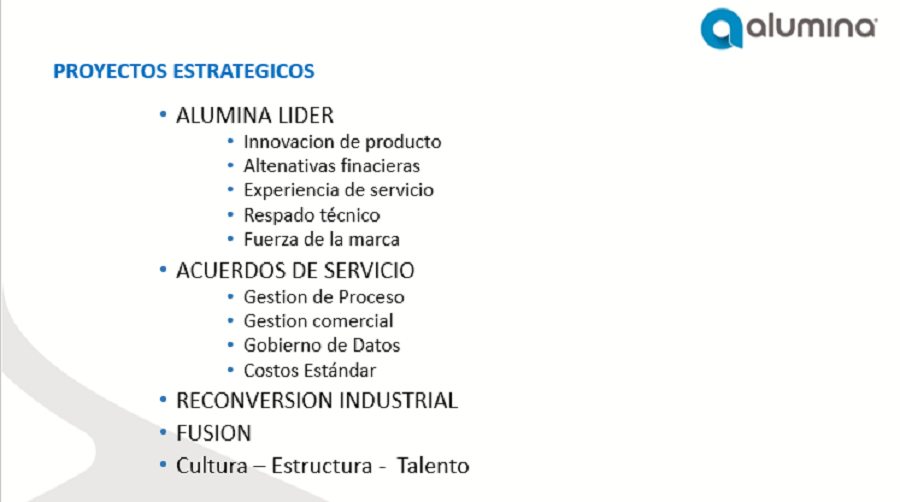 alumina
PROYECTOS ESTRATEGICOS
• ALUMINA LIDER
• Innovacion de producto
• Altenativas finacieras
• Experiencia de servicio
• Respado técnico
• Fuerza de la marca
• ACUERDOS DE SERVICIO
• Gestion de Proceso
• Gestion comercial
• Gobierno de Datos
• Costos Estándar
• RECONVERSION INDUSTRIAL
• FUSION
• Cultura – Estructura - Talento